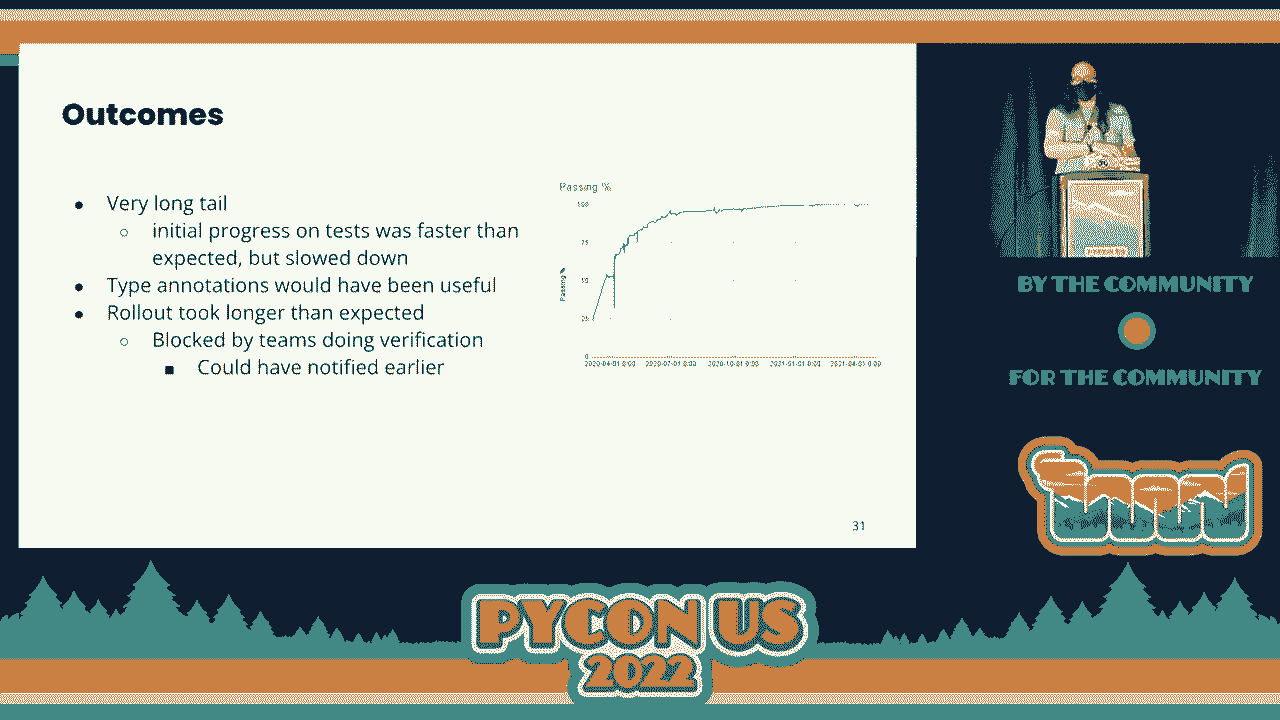 Outcomes
● Very long tail
○ initial progress on tests was faster than
expected, but slowed down
● Type annotations would have been useful
● Rollout took longer than expected
○ Blocked by teams doing verification
■ Could have notified earlier
Passing %
100
75
50
25
0
Passing %
2020-04-01 0:00 2020-07-01 0:00 2020-10-01 0:00 2021-01-01 0:00 2021-04-01 0:00
31
BY THE COMMUNITY
FOR THE COMMUNITY
PYCON US
2022